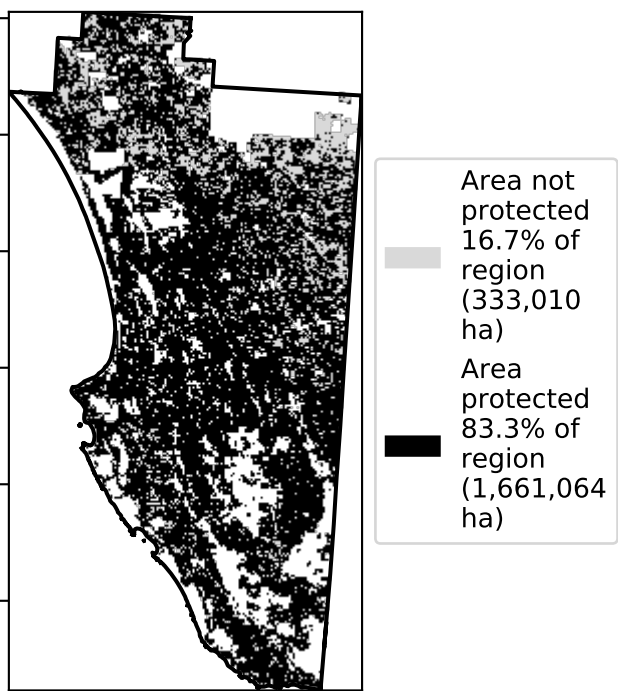 Area not
protected
16.7% of
region
(333,010
ha)
Area
protected
83.3% of
region
(1,661,064
ha)